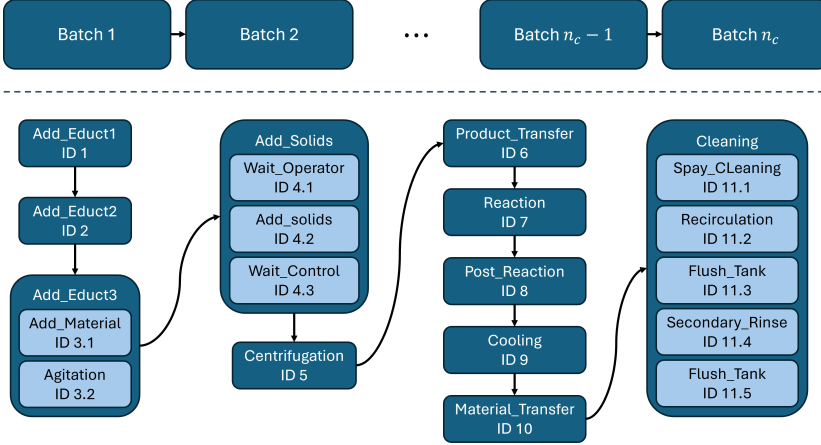 Batch 1
Batch 2
...
Batch n_c − 1
Batch n_c
Add_Educt1
ID 1
Add_Educt2
ID 2
Add_Educt3
Add_Material
ID 3.1
Agitation
ID 3.2
Add_Solids
Wait_Operator
ID 4.1
Add_solids
ID 4.2
Wait_Control
ID 4.3
Centrifugation
ID 5
Product_Transfer
ID 6
Reaction
ID 7
Post_Reaction
ID 8
Cooling
ID 9
Material_Transfer
ID 10
Cleaning
Spay_CLeaning
ID 11.1
Recirculation
ID 11.2
Flush_Tank
ID 11.3
Secondary_Rinse
ID 11.4
Flush_Tank
ID 11.5